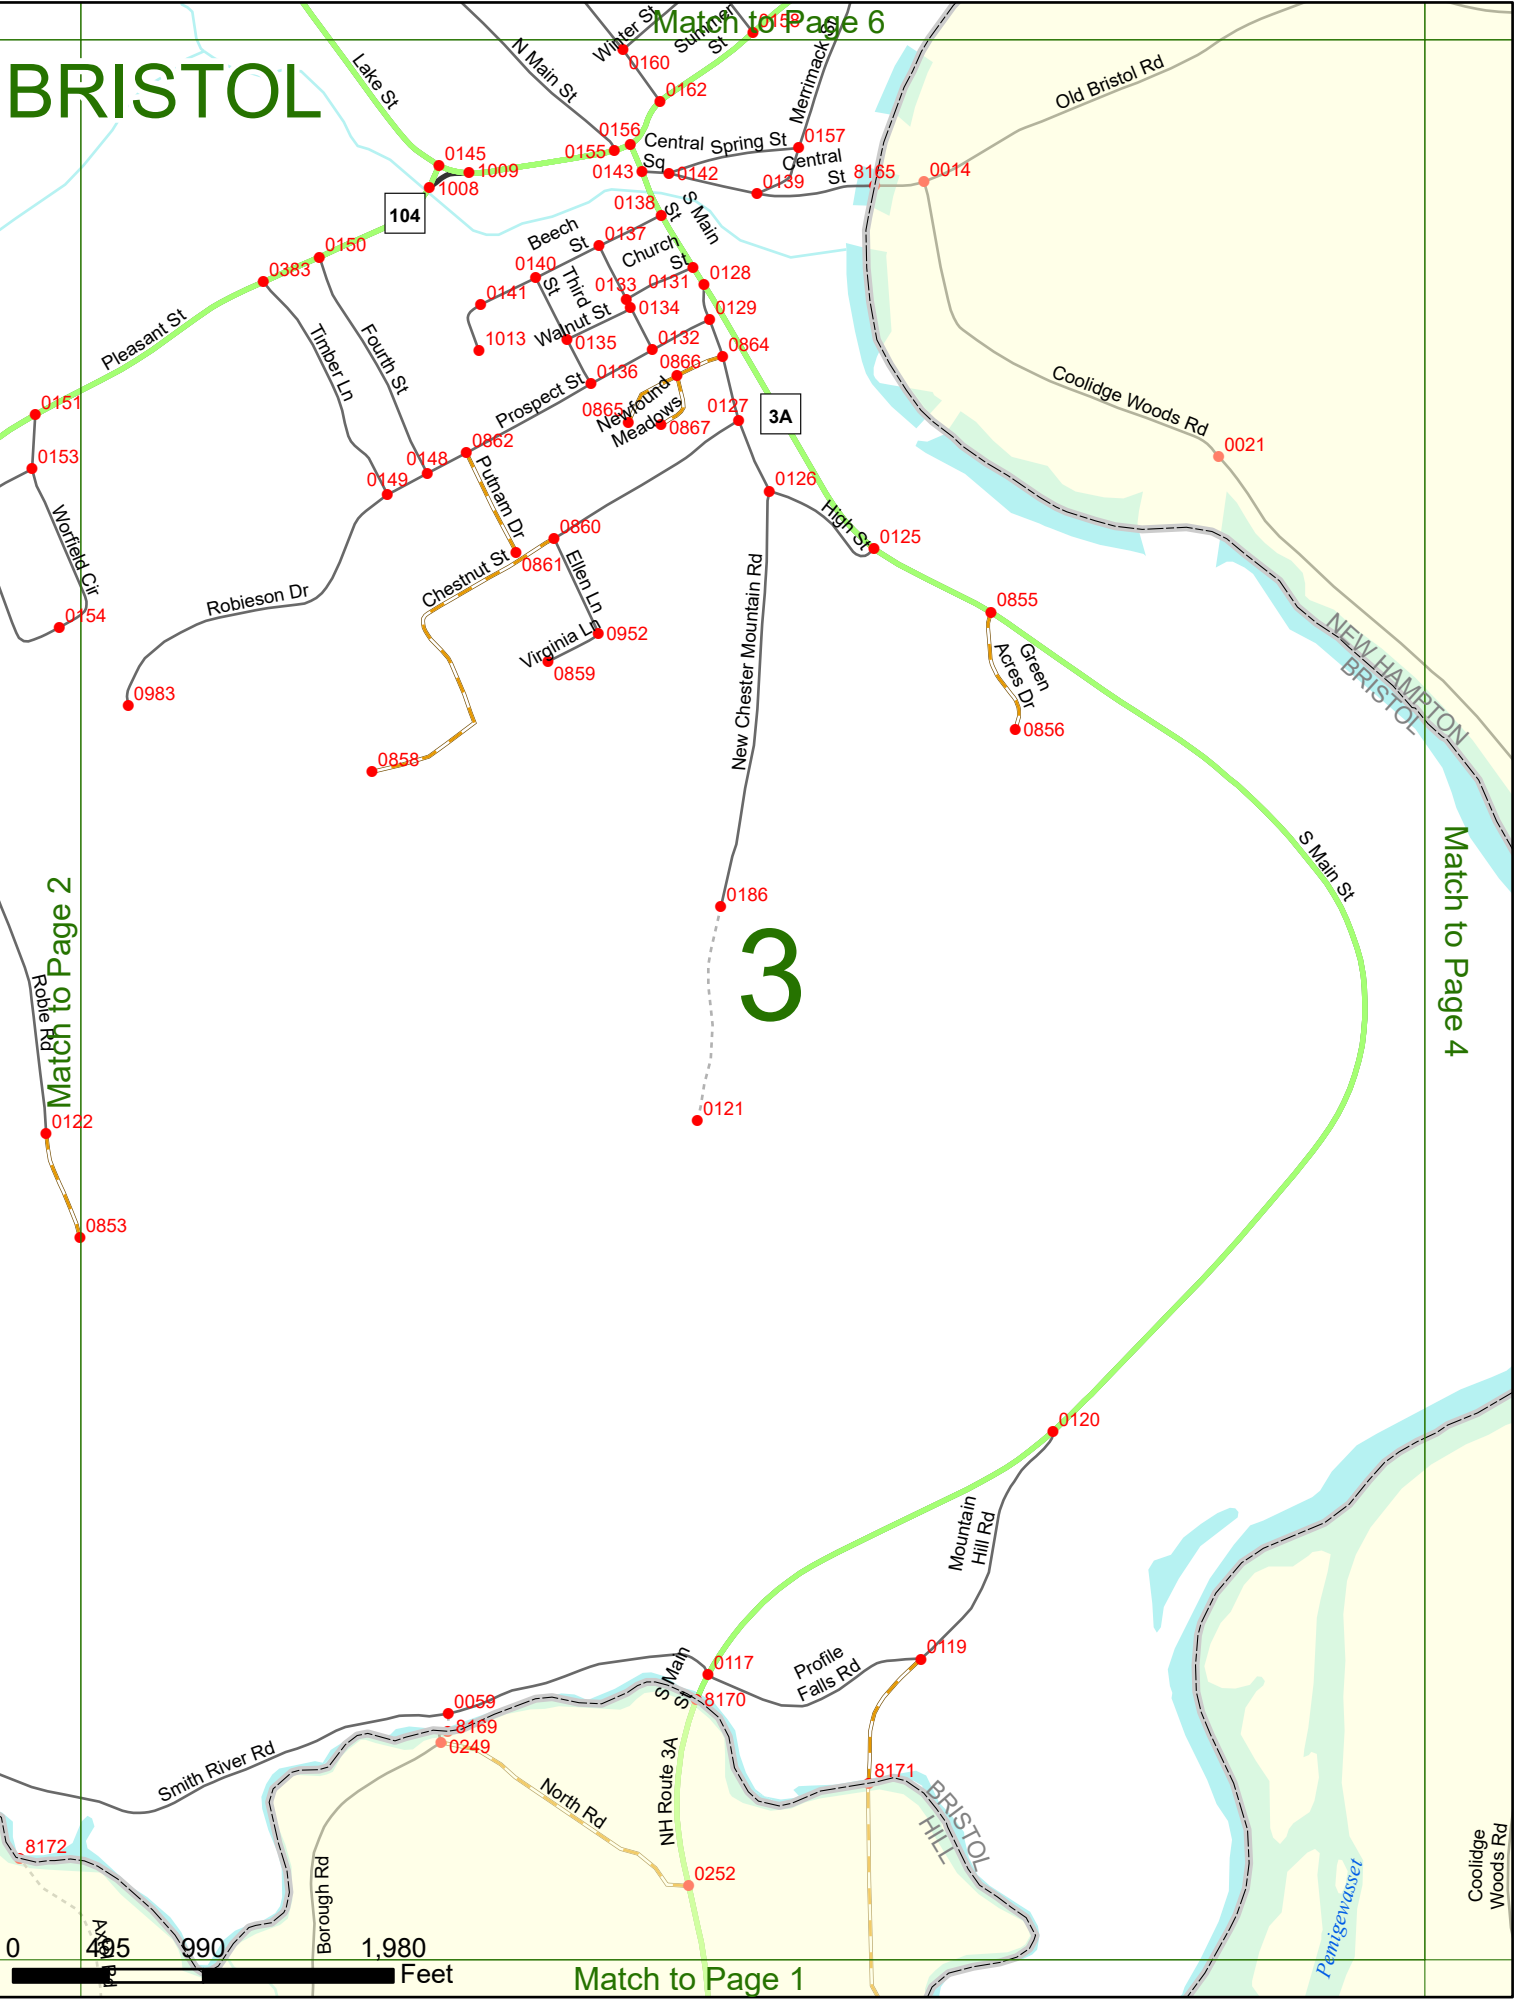 Match to Page 6
BRISTOL
Winter St
Summer
St
0158
0160
0162
N Main St
Lake St
Merrimack St
Old Bristol Rd
0156
0155
Central
Sq
Spring St
0157
Central
St
8165
0014
0145
1009
1008
0143
0142
0139
104
0138
S Main
St
Beech
St
0137
Church
St
0150
0383
0140
0141
Third
St
0133
0131
0128
0134
0129
Walnut St
0135
0132
1013
0864
0866
0136
Pleasant St
Timber Ln
Fourth St
Prospect St
0865
Newfound
Meadows
0867
0127
3A
Coolidge Woods Rd
0021
0151
0153
0862
0148
0149
0126
Putnam Dr
High St
0125
Worfield Cir
0860
0861
Chestnut St
Ellen Ln
Robieson Dr
0154
0952
Virginia Ln
0859
New Chester Mountain Rd
0855
Green
Acres Dr
0856
NEW HAMPTON
BRISTOL
0983
0858
S Main St
Match to Page 4
Match to Page 2
0186
3
Robie Rd
0121
0122
0853
0120
Mountain
Hill Rd
0119
Profile
Falls Rd
S Main
St
0117
8170
0059
8169
0249
Smith River Rd
North Rd
NH Route 3A
8171
BRISTOL
HILL
8172
0252
Borough Rd
Coolidge
Woods Rd
Pemigewasset
0 495 990 1,980
Feet
Match to Page 1